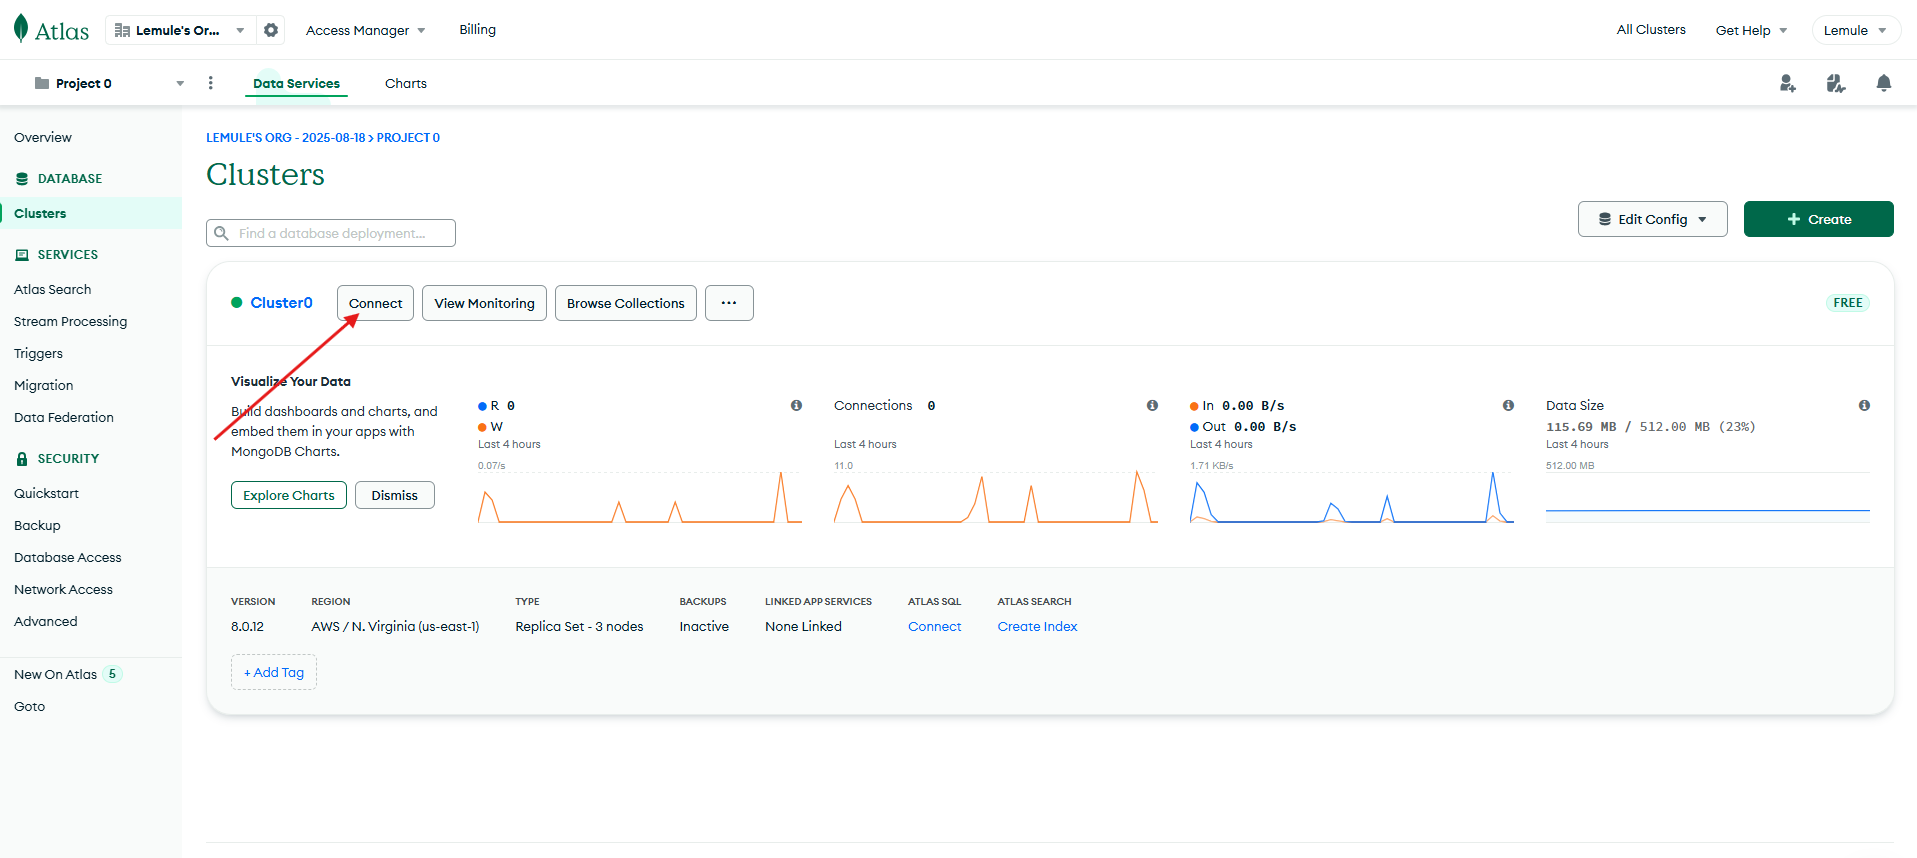 Atlas
Lemule's Or...
Access Manager
Billing
All Clusters
Get Help
Lemule
Project 0
Data Services
Charts
Overview
DATABASE
Clusters
SERVICES
Atlas Search
Stream Processing
Triggers
Migration
Data Federation
SECURITY
Quickstart
Backup
Database Access
Network Access
Advanced
New On Atlas 5
Goto
LEMULE'S ORG - 2025-08-18 > PROJECT 0
Clusters
Find a database deployment...
Edit Config
+ Create
Cluster0
Connect
View Monitoring
Browse Collections
...
FREE
Visualize Your Data
Build dashboards and charts, and
embed them in your apps with
MongoDB Charts.
Explore Charts
Dismiss
R 0
W
Last 4 hours
0.07/s
Connections 0
Last 4 hours
11.0
In 0.00 B/s
Out 0.00 B/s
Last 4 hours
1.71 KB/s
Data Size
115.69 MB / 512.00 MB (23%)
Last 4 hours
512.00 MB
VERSION
8.0.12
REGION
AWS / N. Virginia (us-east-1)
TYPE
Replica Set - 3 nodes
BACKUPS
Inactive
LINKED APP SERVICES
None Linked
ATLAS SQL
Connect
ATLAS SEARCH
Create Index
+ Add Tag